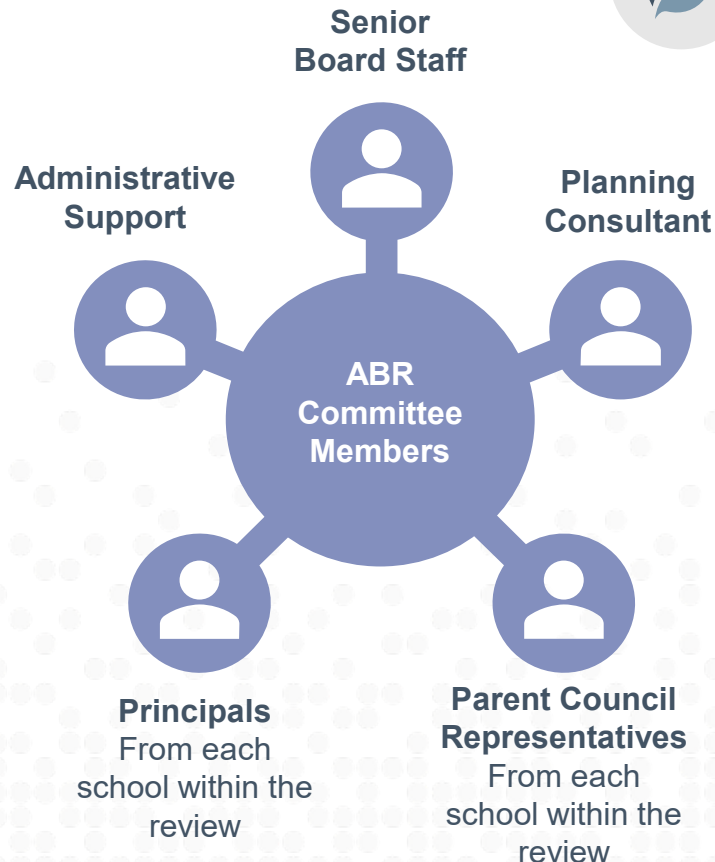 Senior
Board Staff
Administrative
Support
Planning
Consultant
ABR
Committee
Members
Principals
From each
school within the
review
Parent Council
Representatives
From each
school within the
review